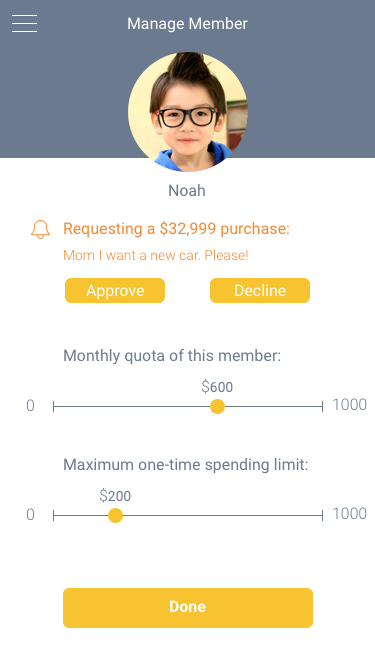 Manage Member
Noah
Requesting a $32,999 purchase:
Mom I want a new car. Please!
Approve Decline
Monthly quota of this member:
$600
0 1000
Maximum one-time spending limit:
$200
0 1000
Done